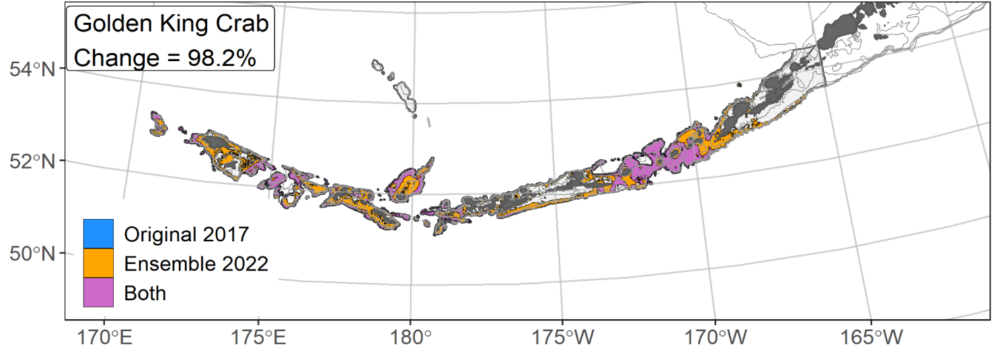 Golden King Crab
Change = 98.2%
54°N
52°N
50°N
Original 2017
Ensemble 2022
Both
170°E
175°E
180°
175°W
170°W
165°W